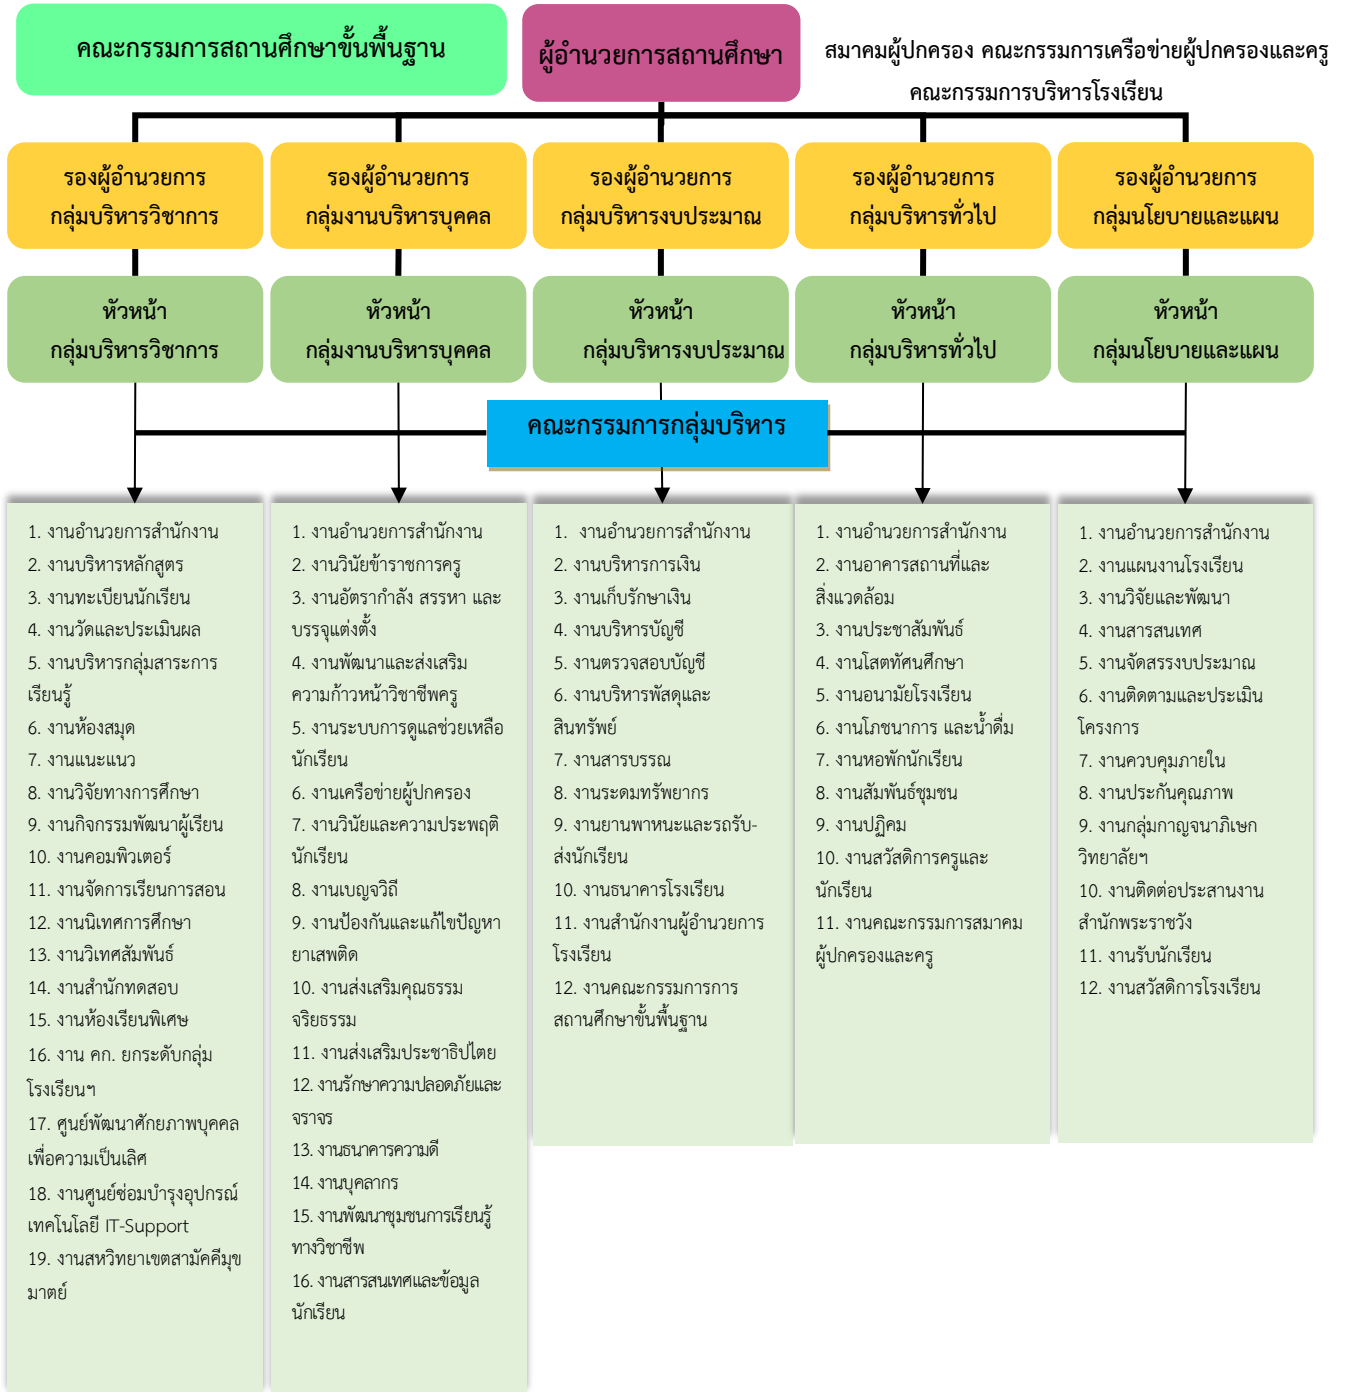 คณะกรรมการสถานศึกษาขั้นพื้นฐาน
ผู้อำนวยการสถานศึกษา
สมาคมผู้ปกครอง คณะกรรมการเครือข่ายผู้ปกครองและครู
คณะกรรมการบริหารโรงเรียน
รองผู้อำนวยการ
กลุ่มบริหารวิชาการ
รองผู้อำนวยการ
กลุ่มงานบริหารบุคคล
รองผู้อำนวยการ
กลุ่มบริหารงบประมาณ
รองผู้อำนวยการ
กลุ่มบริหารทั่วไป
รองผู้อำนวยการ
กลุ่มนโยบายและแผน
หัวหน้า
กลุ่มบริหารวิชาการ
หัวหน้า
กลุ่มงานบริหารบุคคล
หัวหน้า
กลุ่มบริหารงบประมาณ
หัวหน้า
กลุ่มบริหารทั่วไป
หัวหน้า
กลุ่มนโยบายและแผน
คณะกรรมการกลุ่มบริหาร
1. งานอำนวยการสำนักงาน
2. งานบริหารหลักสูตร
3. งานทะเบียนนักเรียน
4. งานวัดและประเมินผล
5. งานบริหารกลุ่มสาระการ
เรียนรู้
6. งานห้องสมุด
7. งานแนะแนว
8. งานวิจัยทางการศึกษา
9. งานกิจกรรมพัฒนาผู้เรียน
10. งานคอมพิวเตอร์
11. งานจัดการเรียนการสอน
12. งานนิเทศการศึกษา
13. งานวิเทศสัมพันธ์
14. งานสำนักทดสอบ
15. งานห้องเรียนพิเศษ
16. งาน คก. ยกระดับกลุ่ม
โรงเรียนฯ
17. ศูนย์พัฒนาศักยภาพบุคคล
เพื่อความเป็นเลิศ
18. งานศูนย์ซ่อมบำรุงอุปกรณ์
เทคโนโลยี IT-Support
19. งานสหวิทยาเขตสามัคคีมุข
มาตย์
1. งานอำนวยการสำนักงาน
2. งานวินัยข้าราชการครู
3. งานอัตรากำลัง สรรหา และ
บรรจุแต่งตั้ง
4. งานพัฒนาและส่งเสริม
ความก้าวหน้าวิชาชีพครู
5. งานระบบการดูแลช่วยเหลือ
นักเรียน
6. งานเครือข่ายผู้ปกครอง
7. งานวินัยและความประพฤติ
นักเรียน
8. งานเบญจวิถี
9. งานป้องกันและแก้ไขปัญหา
ยาเสพติด
10. งานส่งเสริมคุณธรรม
จริยธรรม
11. งานส่งเสริมประชาธิปไตย
12. งานรักษาความปลอดภัยและ
จราจร
13. งานธนาคารความดี
14. งานบุคลากร
15. งานพัฒนาชุมชนการเรียนรู้
ทางวิชาชีพ
16. งานสารสนเทศและข้อมูล
นักเรียน
1. งานอำนวยการสำนักงาน
2. งานบริหารการเงิน
3. งานเก็บรักษาเงิน
4. งานบริหารบัญชี
5. งานตรวจสอบบัญชี
6. งานบริหารพัสดุและ
สินทรัพย์
7. งานสารบรรณ
8. งานระดมทรัพยากร
9. งานยานพาหนะและรถรับ-
ส่งนักเรียน
10. งานธนาคารโรงเรียน
11. งานสำนักงานผู้อำนวยการ
โรงเรียน
12. งานคณะกรรมการการ
สถานศึกษาขั้นพื้นฐาน
1. งานอำนวยการสำนักงาน
2. งานอาคารสถานที่และ
สิ่งแวดล้อม
3. งานประชาสัมพันธ์
4. งานโสตทัศนศึกษา
5. งานอนามัยโรงเรียน
6. งานโภชนาการ และน้ำดื่ม
7. งานหอพักนักเรียน
8. งานสัมพันธ์ชุมชน
9. งานปฏิคม
10. งานสวัสดิการครูและ
นักเรียน
11. งานคณะกรรมการสมาคม
ผู้ปกครองและครู
1. งานอำนวยการสำนักงาน
2. งานแผนงานโรงเรียน
3. งานวิจัยและพัฒนา
4. งานสารสนเทศ
5. งานจัดสรรงบประมาณ
6. งานติดตามและประเมิน
โครงการ
7. งานควบคุมภายใน
8. งานประกันคุณภาพ
9. งานกลุ่มกาญจนาภิเษก
วิทยาลัยฯ
10. งานติดต่อประสานงาน
สำนักพระราชวัง
11. งานรับนักเรียน
12. งานสวัสดิการโรงเรียน